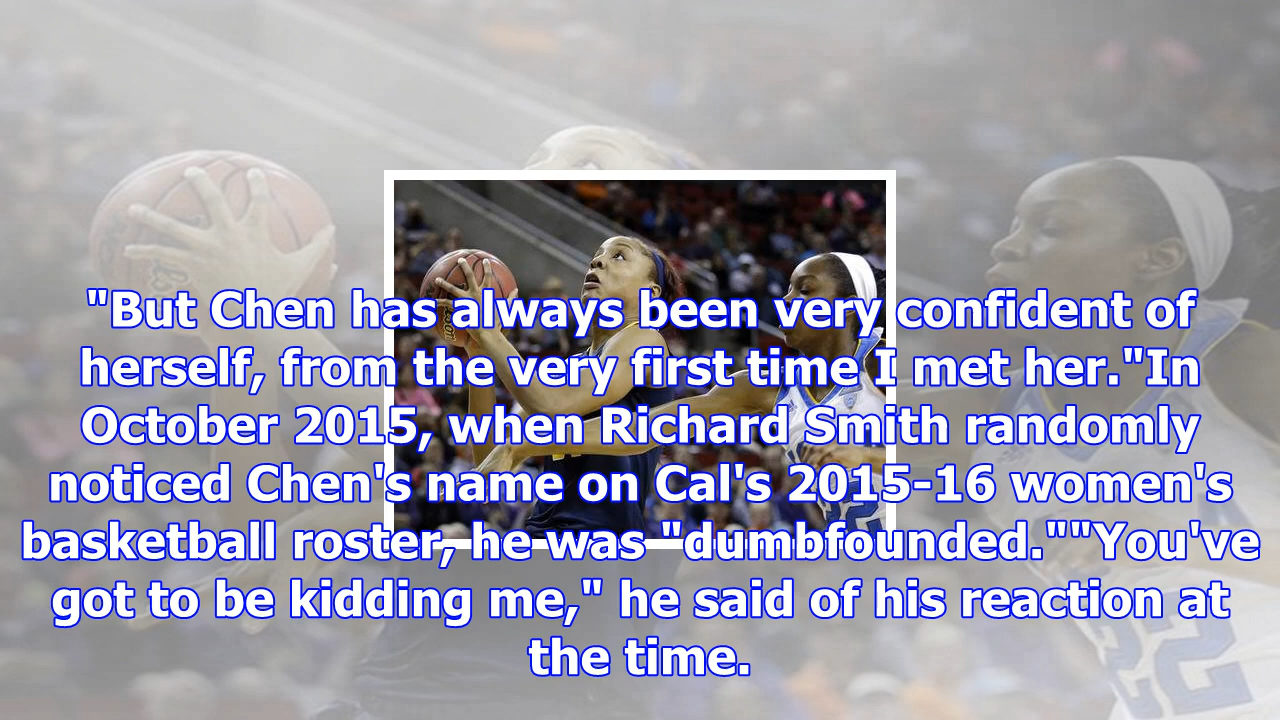 "But Chen has always been very confident of
herself, from the very first time I met her."In
October 2015, when Richard Smith randomly
noticed Chen's name on Cal's 2015-16 women's
basketball roster, he was "dumbfounded.""You've
got to be kidding me," he said of his reaction at
the time.
22
22